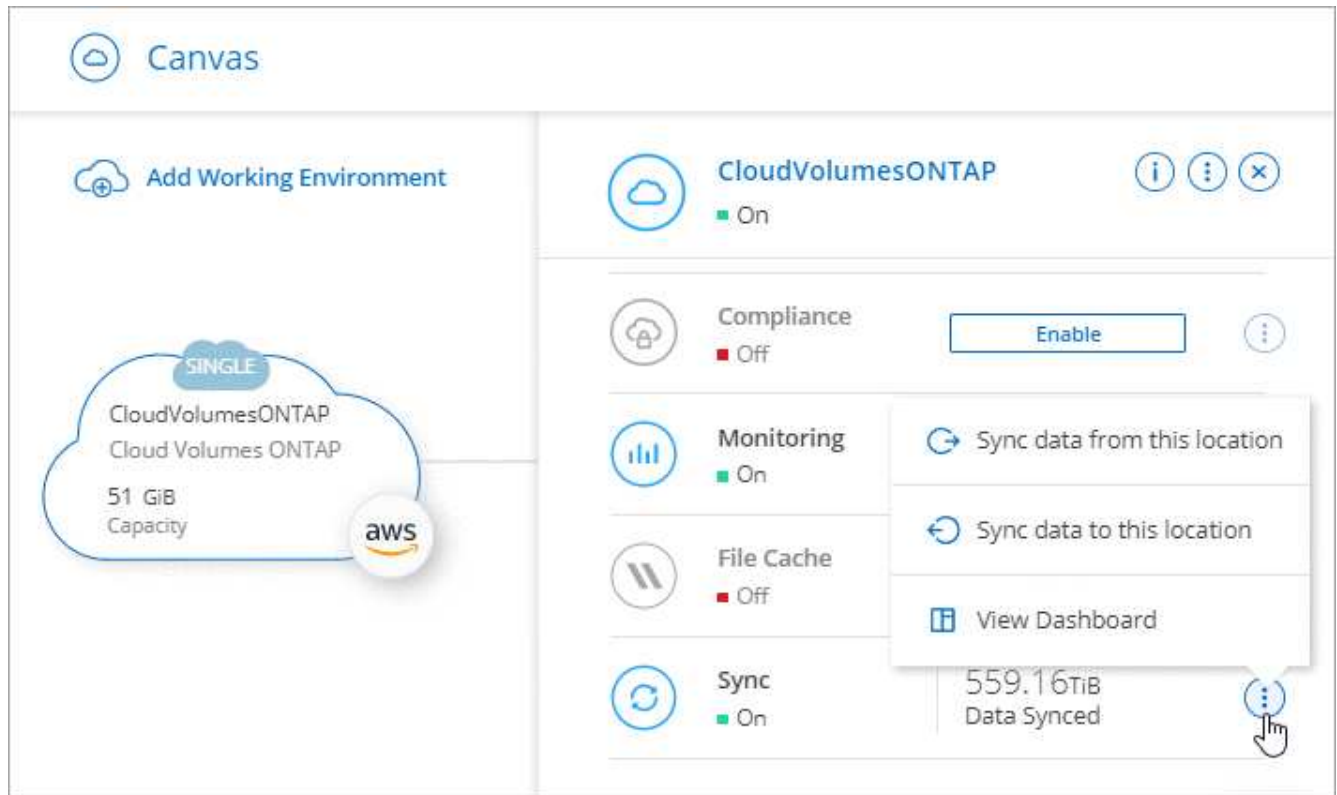 Canvas
Add Working Environment
SINGLE
CloudVolumesONTAP
Cloud Volumes ONTAP
51 GiB
Capacity
aws
CloudVolumesONTAP
On
Compliance
Off
Enable
Monitoring
On
Sync data from this location
Sync data to this location
View Dashboard
File Cache
Off
Sync
On
559.16TiB
Data Synced